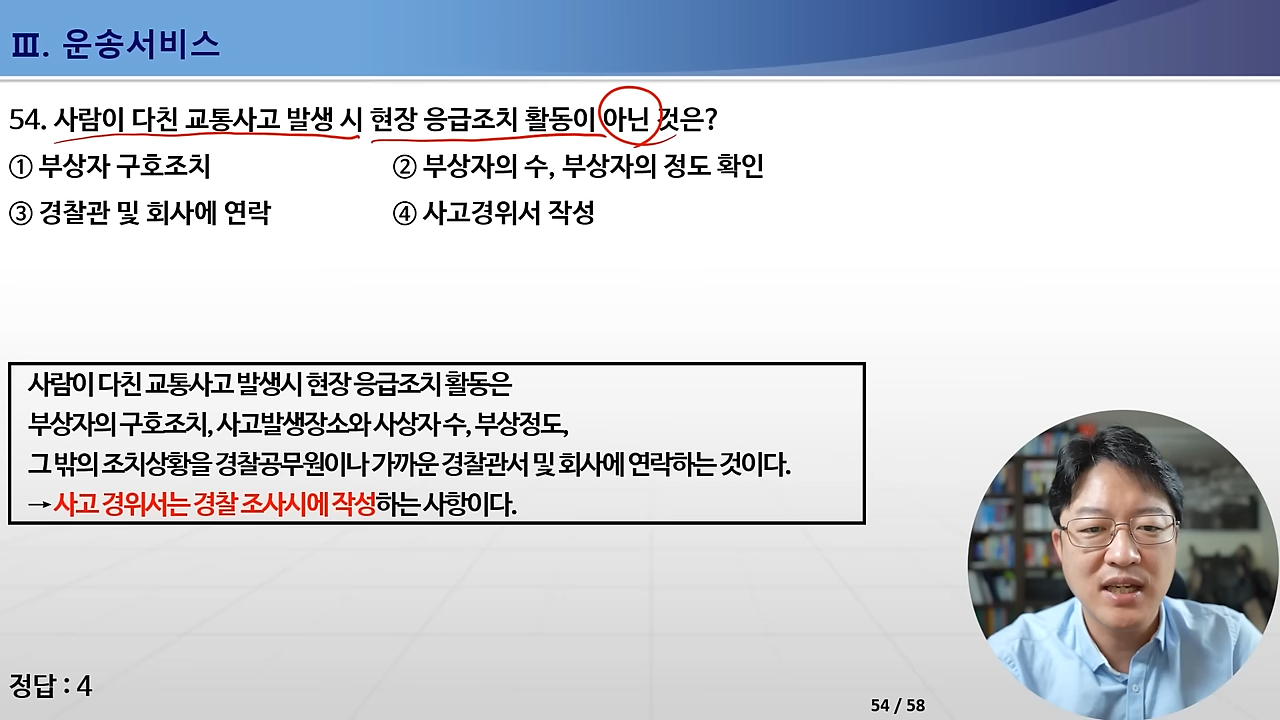 Ⅲ. 운송서비스
54. 사람이 다친 교통사고 발생 시 현장 응급조치 활동이 아닌 것은?
① 부상자 구호조치 ② 부상자의 수, 부상자의 정도 확인
③ 경찰관 및 회사에 연락 ④ 사고경위서 작성
사람이 다친 교통사고 발생시 현장 응급조치 활동은
부상자의 구호조치, 사고발생장소와 사상자 수, 부상정도,
그 밖의 조치상황을 경찰공무원이나 가까운 경찰관서 및 회사에 연락하는 것이다.
→ 사고 경위서는 경찰 조사시에 작성하는 사항이다.
정답 : 4
54 / 58